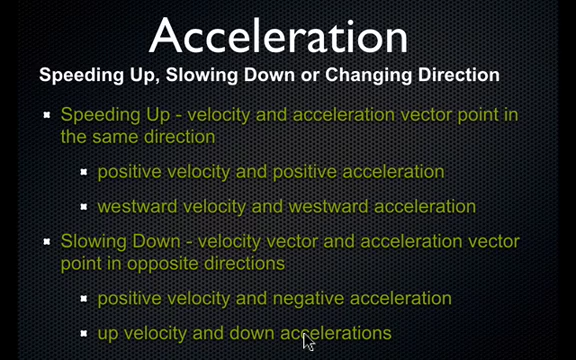 Acceleration
Speeding Up, Slowing Down or Changing Direction
Speeding Up - velocity and acceleration vector point in
the same direction
positive velocity and positive acceleration
westward velocity and westward acceleration
Slowing Down - velocity vector and acceleration vector
point in opposite directions
positive velocity and negative acceleration
up velocity and down accelerations